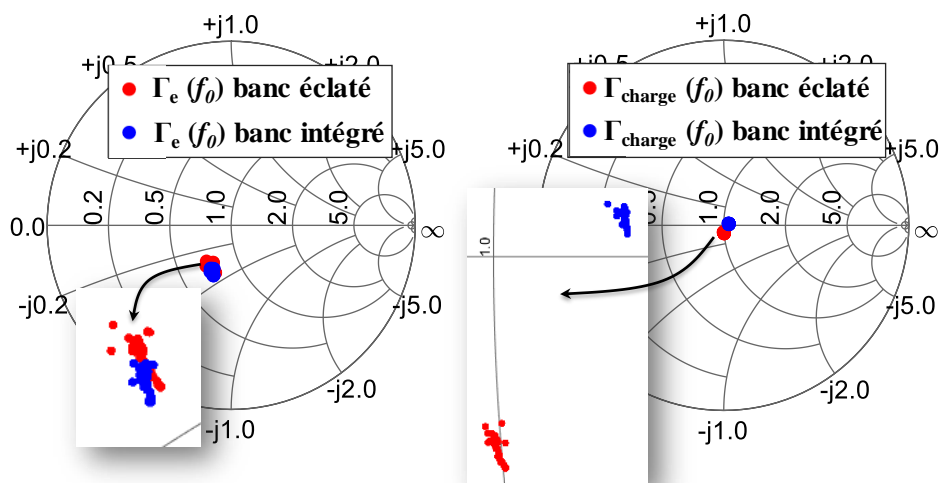 +j1.0
+j0.5
+j2.0
Γe (f0) banc éclaté
Γe (f0) banc intégré
+j0.2
+j5.0
0.0
0.2
0.5
1.0
2.0
5.0
∞
-j0.2
-j5.0
-j2.0
-j1.0
+j1.0
+j2.0
Γcharge (f0) banc éclaté
Γcharge (f0) banc intégré
+j0.2
+j5.0
1.0
2.0
5.0
∞
1.0
-j5.0
-j2.0
-j1.0